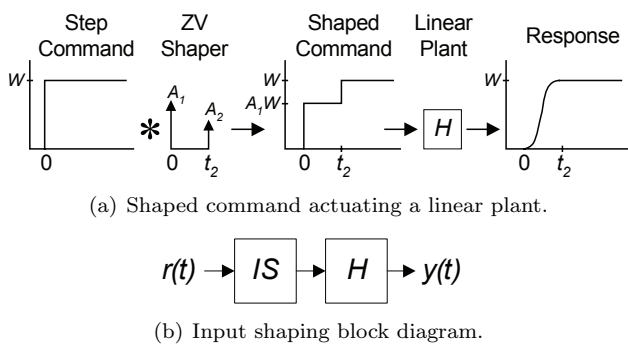 Step Command
ZV Shaper
Shaped Command
Linear Plant
Response
W
0
*
A₁
A₂
0
t₂
W
A₁W
0
t₂
H
W
0
t₂
(a) Shaped command actuating a linear plant.
r(t)
IS
H
y(t)
(b) Input shaping block diagram.